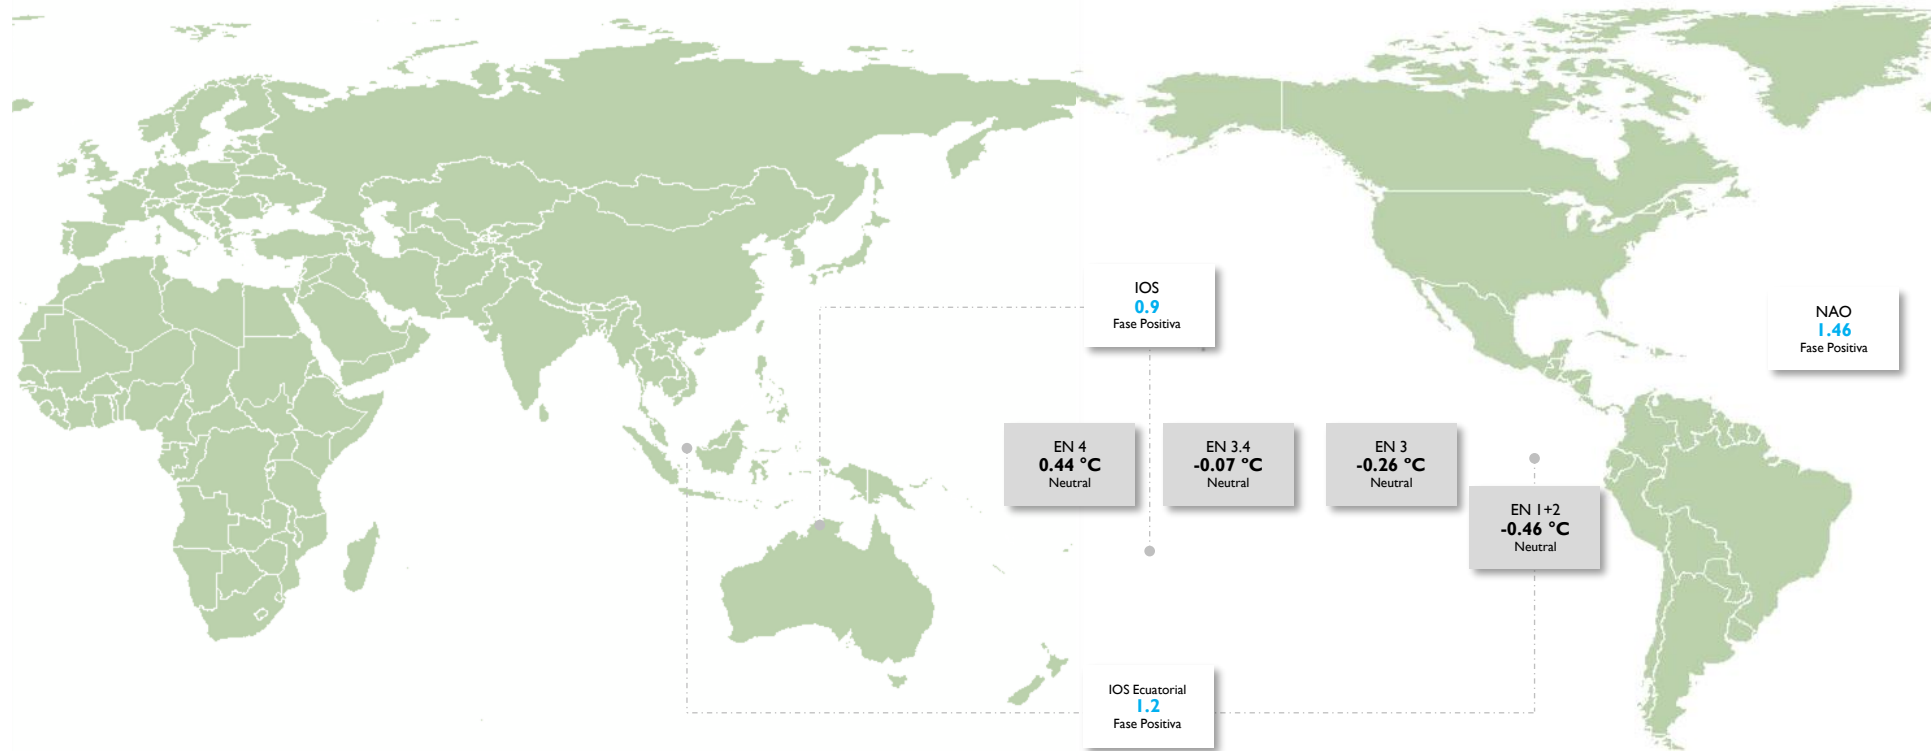 IOS
0.9
Fase Positiva
NAO
1.46
Fase Positiva
EN 4
0.44 °C
Neutral
EN 3.4
-0.07 °C
Neutral
EN 3
-0.26 °C
Neutral
EN 1+2
-0.46 °C
Neutral
IOS Ecuatorial
1.2
Fase Positiva